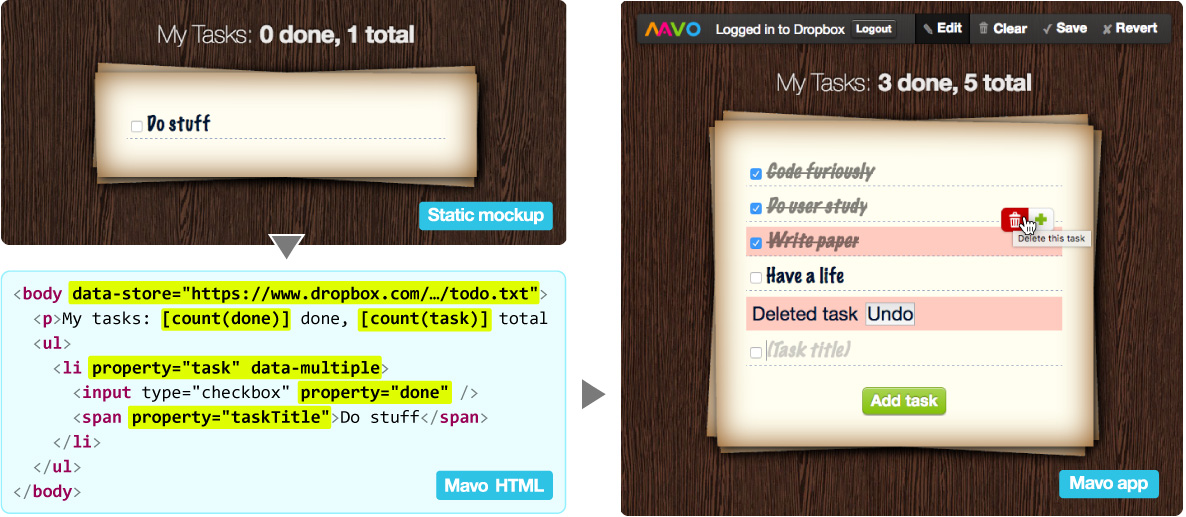 My Tasks: 0 done, 1 total
Do stuff
Static mockup
<body data-store="https://www.dropbox.com/…/todo.txt">
<p>My tasks: [count(done)] done, [count(task)] total
<ul>
<li property="task" data-multiple>
<input type="checkbox" property="done" />
<span property="taskTitle">Do stuff</span>
</li>
</ul>
</body>
Mavo HTML
MAVO Logged in to Dropbox Logout Edit Clear Save Revert
My Tasks: 3 done, 5 total
Code furiously
Do user study
Delete this task
Write paper
Have a life
Deleted task Undo
(Task title)
Add task
Mavo app